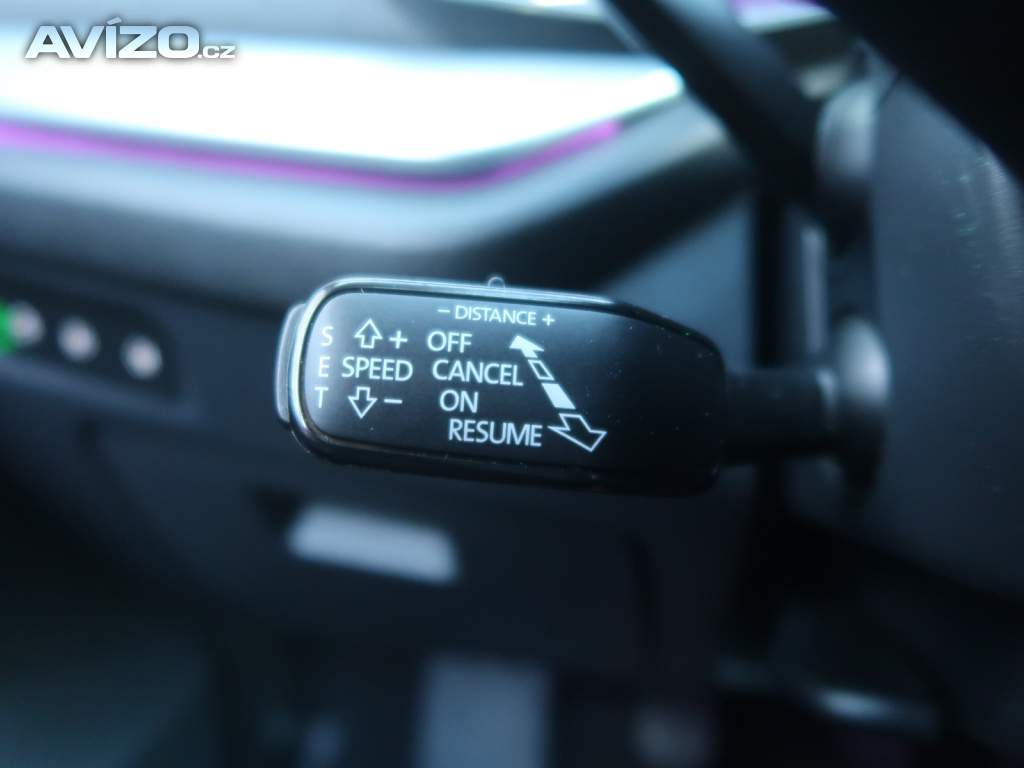 AVÍZO.cz
− DISTANCE +
S + OFF
E SPEED CANCEL
T − ON
RESUME